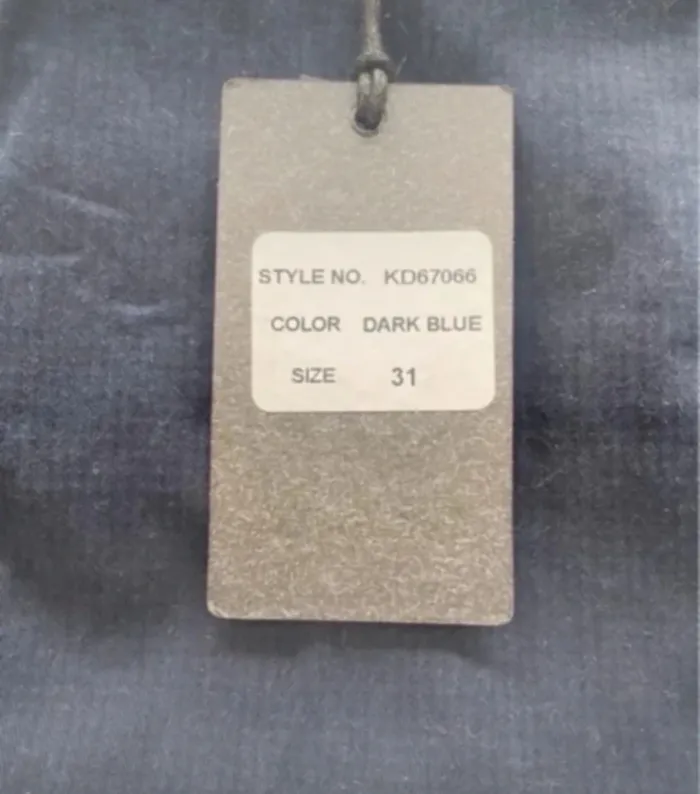 STYLE NO. KD67066
COLOR DARK BLUE
SIZE 31